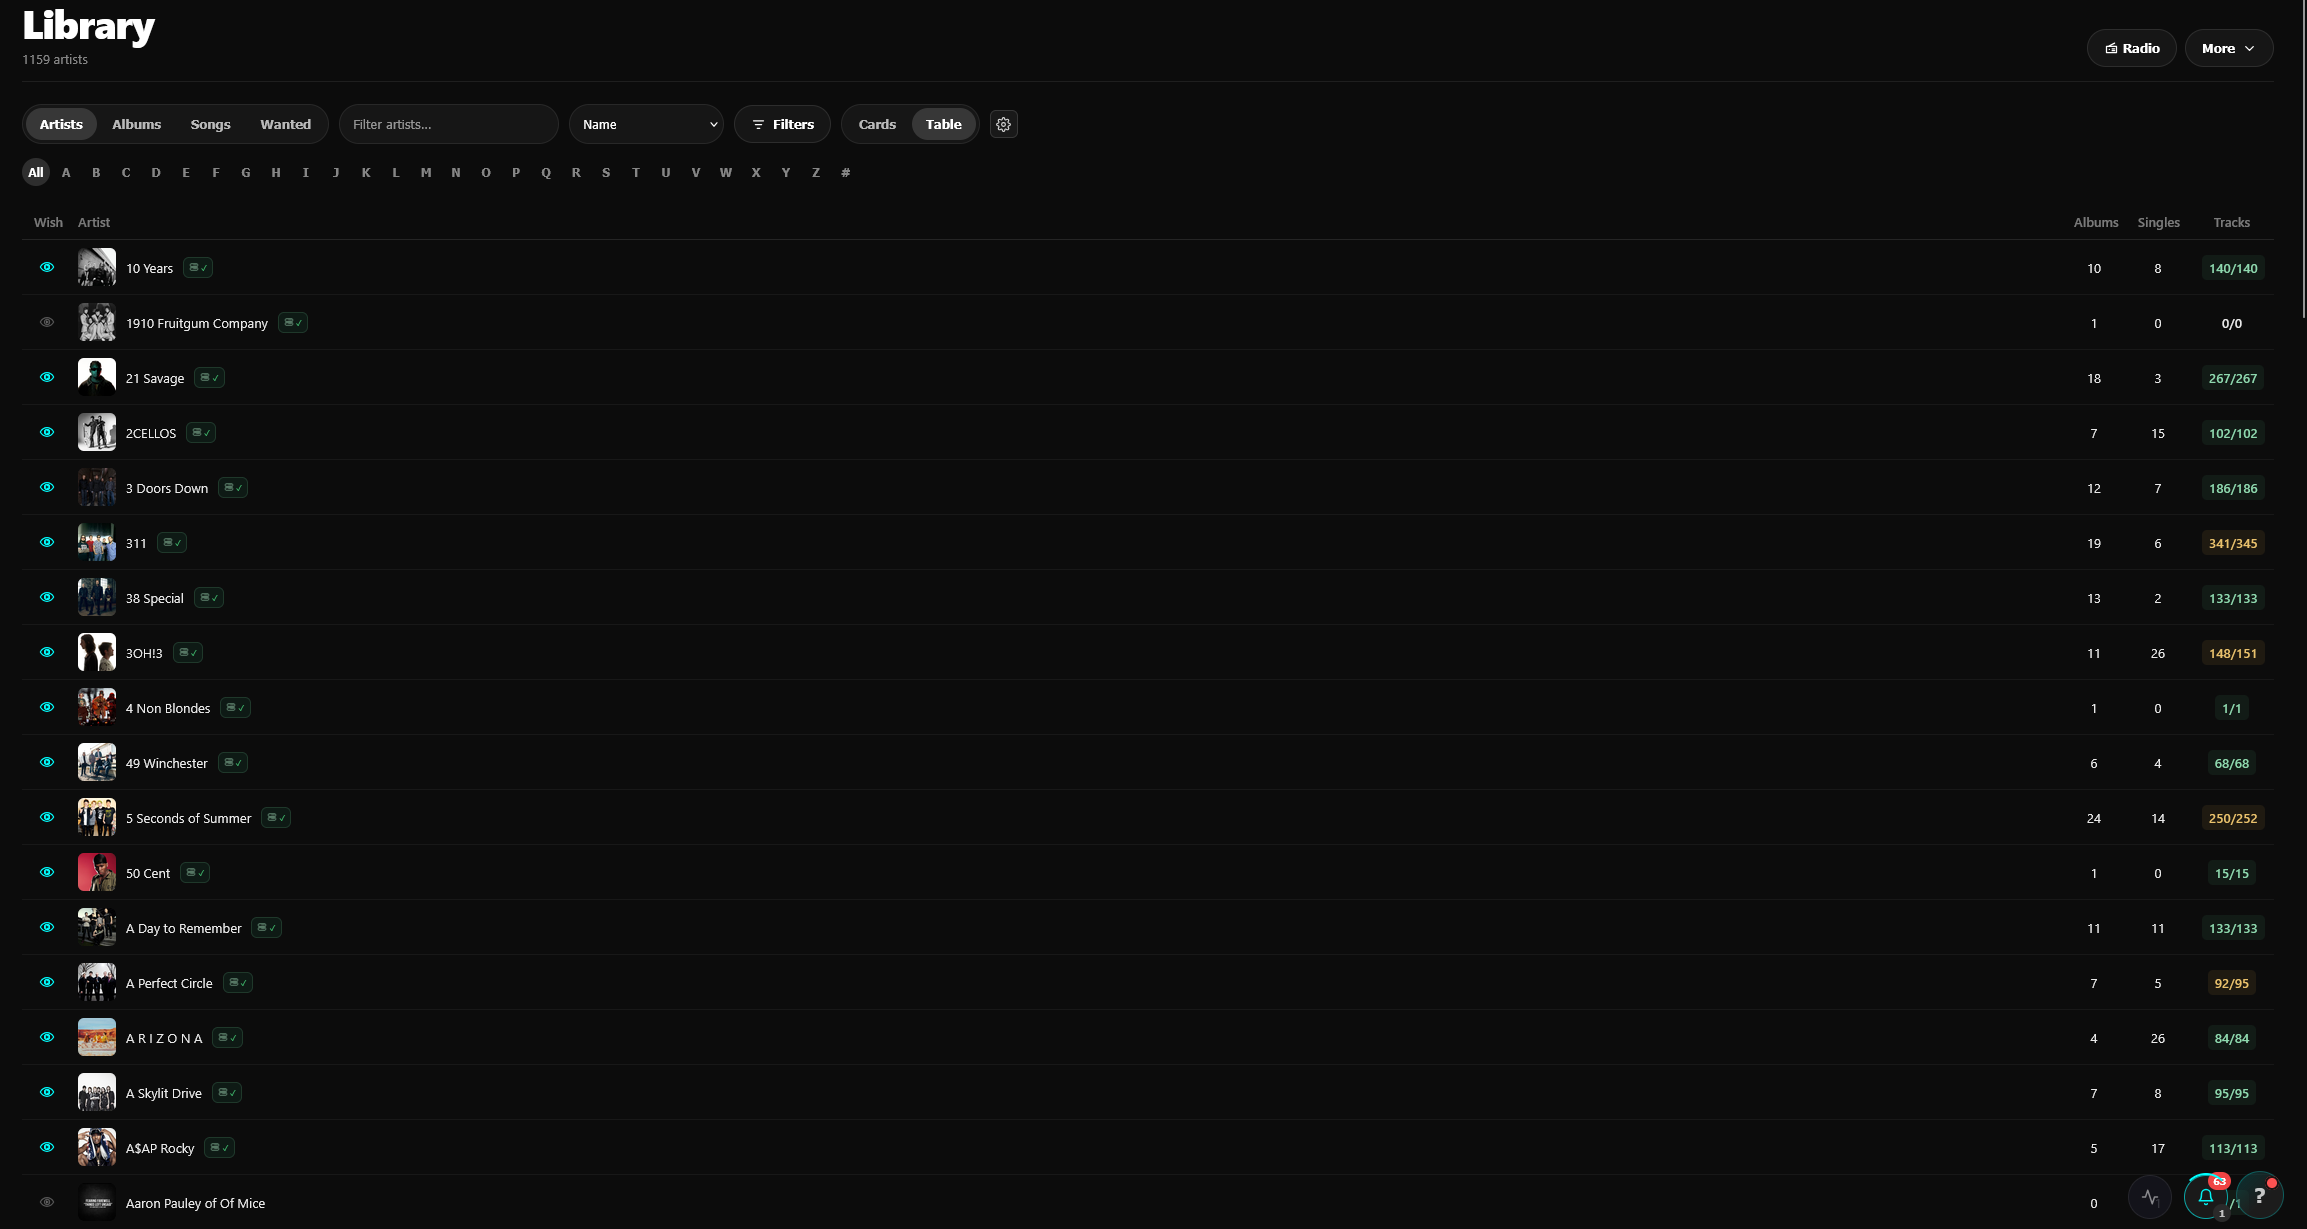 Library
1159 artists
Radio
More
Artists Albums Songs Wanted Filter artists... Name Filters Cards Table
All A B C D E F G H I J K L M N O P Q R S T U V W X Y Z #
Wish Artist Albums Singles Tracks
10 Years 10 8 140/140
1910 Fruitgum Company 1 0 0/0
21 Savage 18 3 267/267
2CELLOS 7 15 102/102
3 Doors Down 12 7 186/186
311 19 6 341/345
38 Special 13 2 133/133
3OH!3 11 26 148/151
4 Non Blondes 1 0 1/1
49 Winchester 6 4 68/68
5 Seconds of Summer 24 14 250/252
50 Cent 1 0 15/15
A Day to Remember 11 11 133/133
A Perfect Circle 7 5 92/95
A R I Z O N A 4 26 84/84
A Skylit Drive 7 8 95/95
A$AP Rocky 5 17 113/113
Aaron Pauley of Of Mice 0
63
1
?